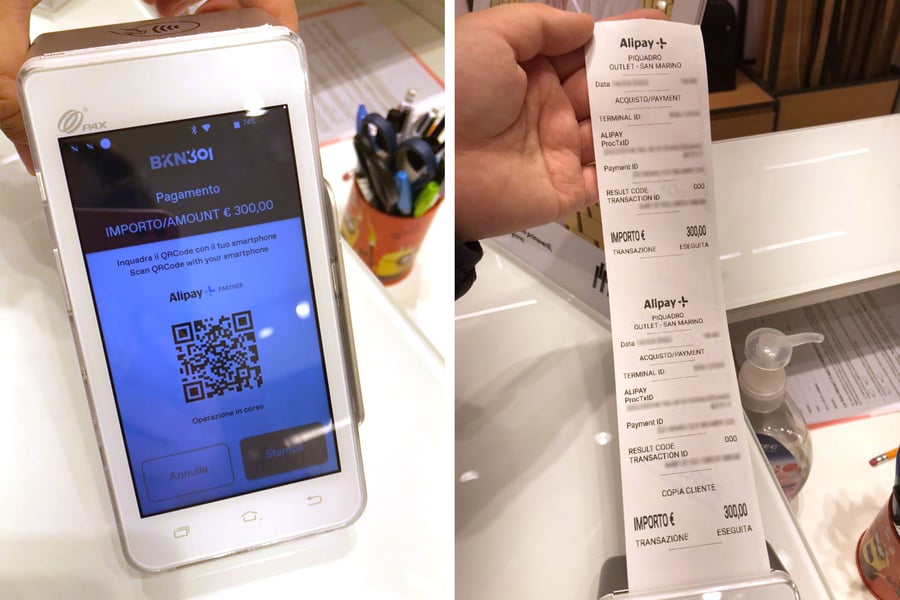 PAX
74%
BKN301
Pagamento
IMPORTO/AMOUNT € 300,00
Inquadra il QRCode con il tuo smartphone
Scan QRCode with your smartphone
Alipay+ PARTNER
Operazione in corso
Annulla
Stampa
Alipay+
PIQUADRO
OUTLET - SAN MARINO
Data
ACQUISTO/PAYMENT
TERMINAL ID:
ALIPAY
ProcTxID
Payment ID
RESULT CODE 000
TRANSACTION ID
IMPORTO € 300,00
TRANSAZIONE ESEGUITA
Alipay+
PIQUADRO
OUTLET - SAN MARINO
Data
ACQUISTO/PAYMENT
TERMINAL ID:
ALIPAY
ProcTxID
Payment ID
RESULT CODE 000
TRANSACTION ID
COPIA CLIENTE
IMPORTO € 300,00
TRANSAZIONE ESEGUITA